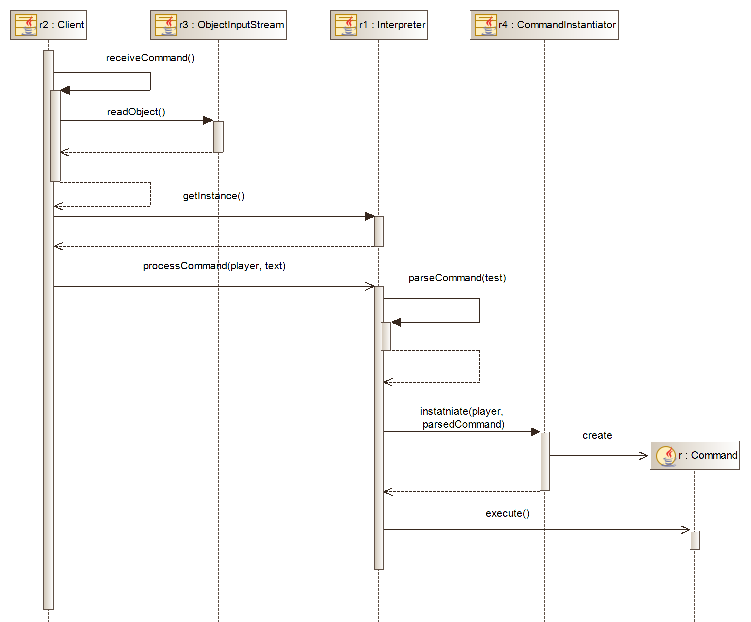 r2 : Client
r3 : ObjectInputStream
r1 : Interpreter
r4 : CommandInstantiator
receiveCommand()
readObject()
getInstance()
processCommand(player, text)
parseCommand(test)
instatniate(player,
parsedCommand)
create
r : Command
execute()